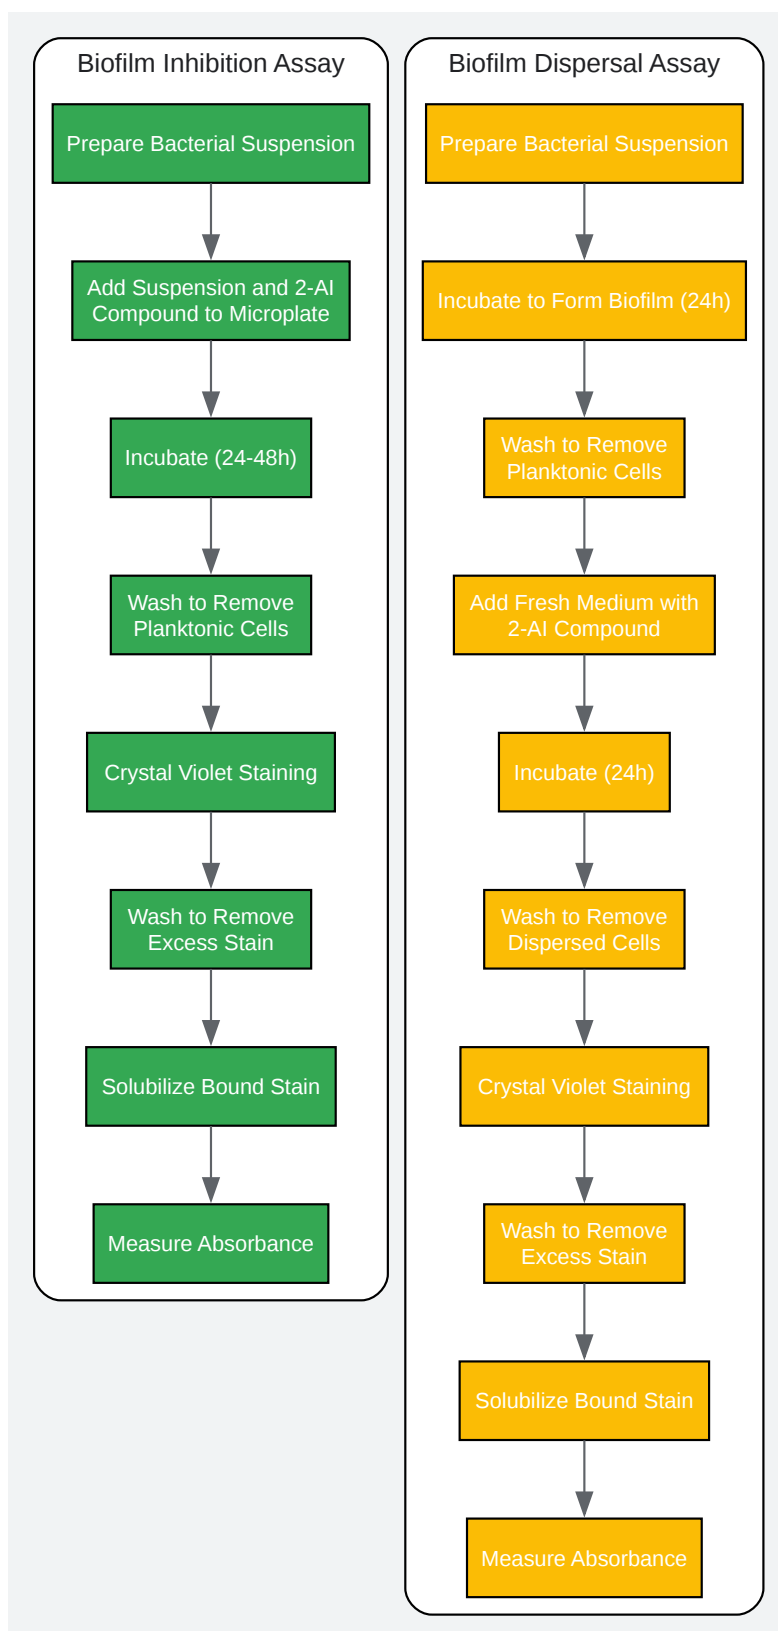 Biofilm Inhibition Assay
Prepare Bacterial Suspension
Add Suspension and 2-AI
Compound to Microplate
Incubate (24-48h)
Wash to Remove
Planktonic Cells
Crystal Violet Staining
Wash to Remove
Excess Stain
Solubilize Bound Stain
Measure Absorbance
Biofilm Dispersal Assay
Prepare Bacterial Suspension
Incubate to Form Biofilm (24h)
Wash to Remove
Planktonic Cells
Add Fresh Medium with
2-AI Compound
Incubate (24h)
Wash to Remove
Dispersed Cells
Crystal Violet Staining
Wash to Remove
Excess Stain
Solubilize Bound Stain
Measure Absorbance